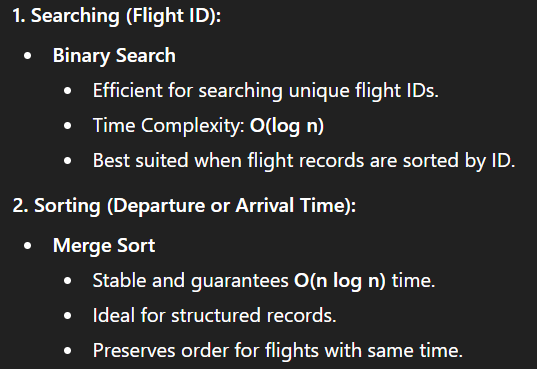 1. Searching (Flight ID):
• Binary Search
• Efficient for searching unique flight IDs.
• Time Complexity: O(log n)
• Best suited when flight records are sorted by ID.
2. Sorting (Departure or Arrival Time):
• Merge Sort
• Stable and guarantees O(n log n) time.
• Ideal for structured records.
• Preserves order for flights with same time.